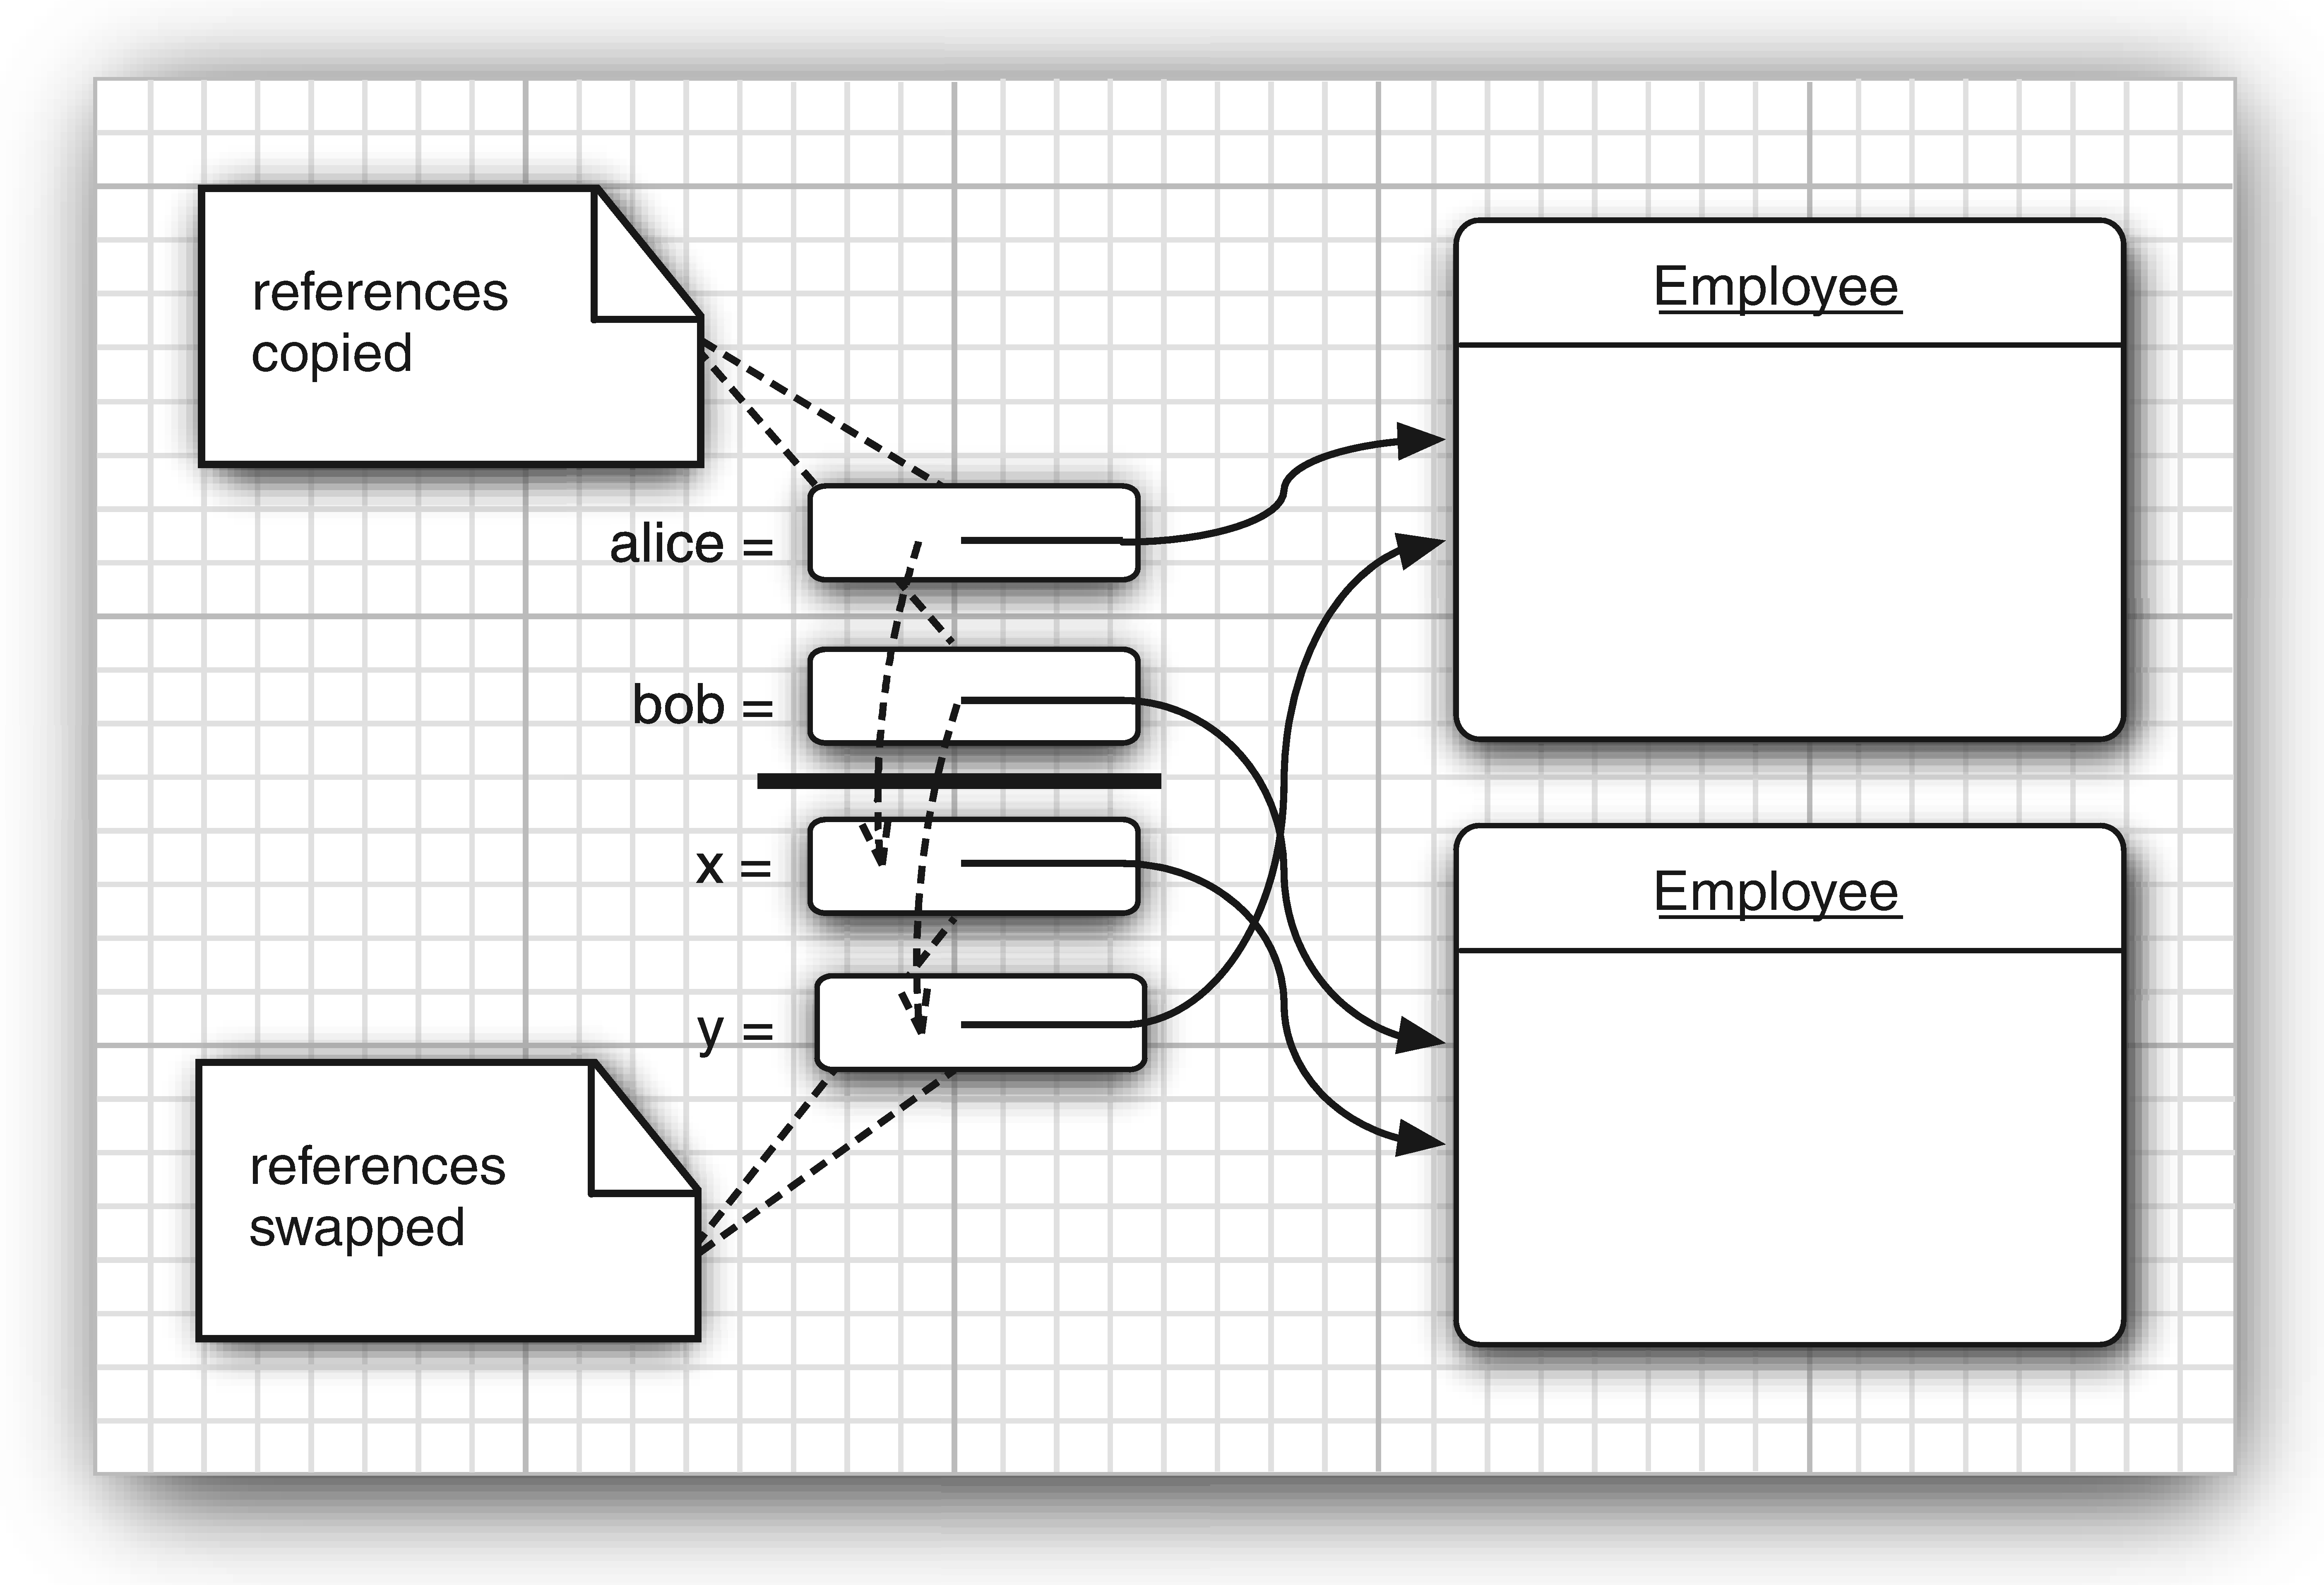 references
copied
Employee
alice =
bob =
x =
Employee
y =
references
swapped